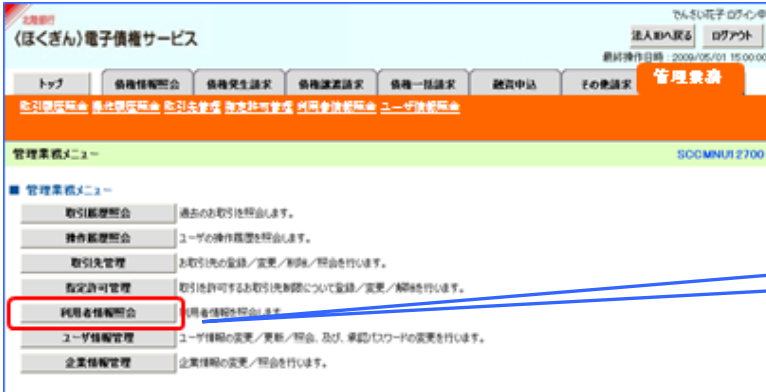 北陸銀行
でんさい花子 ログイン中
〈ほくぎん〉電子債権サービス
法人IBへ戻る ログアウト
最終操作日時：2009/05/01 15:00:00
トップ 債権情報照会 債権発生請求 債権譲渡請求 債権一括請求 融資申込 その他請求 管理業務
取引履歴照会 操作履歴照会 取引先管理 指定許可管理 利用者情報照会 ユーザ情報照会
管理業務メニュー SCCMNU12700
■ 管理業務メニュー
取引履歴照会 過去のお取引を照会します。
操作履歴照会 ユーザの操作履歴を照会します。
取引先管理 お取引先の登録／変更／削除／照会を行います。
指定許可管理 取引を許可するお取引先制限について登録／変更／解除を行います。
利用者情報照会 利用者情報を照会します。
ユーザ情報管理 ユーザ情報の変更／更新／照会、及び、承認パスワードの変更を行います。
企業情報管理 企業情報の変更／照会を行います。